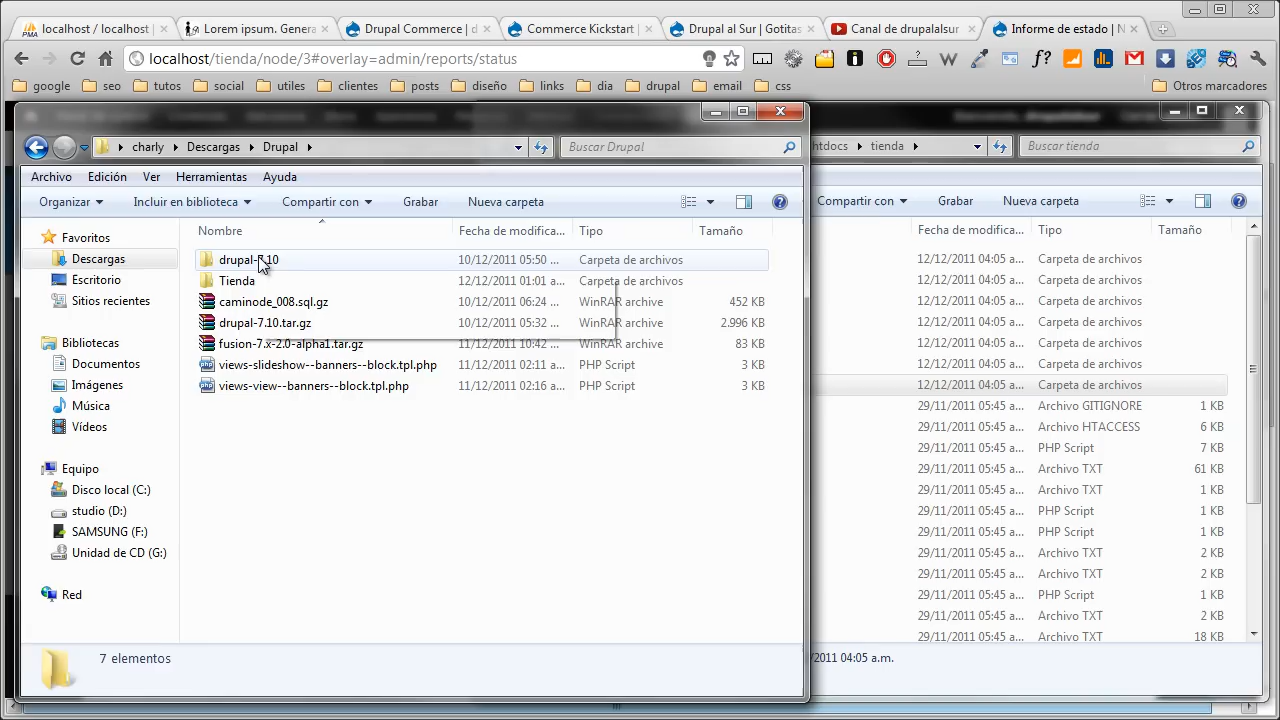 localhost / localhost |
Lorem ipsum. Genera
Drupal Commerce | d
Commerce Kickstart |
Drupal al Sur | Gotitas
Canal de drupalsur
Informe de estado | N
localhost/tienda/node/3#overlay=admin/reports/status
google
seo
tutos
social
utiles
clientes
posts
diseño
links
dia
drupal
email
css
Otros marcadores
charly
Descargas
Drupal
Buscar Drupal
htdocs
tienda
Buscar tienda
Archivo
Edición
Ver
Herramientas
Ayuda
Organizar
Incluir en biblioteca
Compartir con
Grabar
Nueva carpeta
Compartir con
Grabar
Nueva carpeta
Favoritos
Descargas
Escritorio
Sitios recientes
Bibliotecas
Documentos
Imágenes
Música
Vídeos
Equipo
Disco local (C:)
studio (D:)
SAMSUNG (F:)
Unidad de CD (G:)
Red
Nombre Fecha de modifica... Tipo Tamaño
drupal-7.10 10/12/2011 05:50 ... Carpeta de archivos
Tienda 12/12/2011 01:01 a... Carpeta de archivos
caminode_008.sql.gz 10/12/2011 06:24 ... WinRAR archive 452 KB
drupal-7.10.tar.gz 10/12/2011 05:32 ... WinRAR archive 2.996 KB
fusion-7.x-2.0-alpha1.tar.gz 11/12/2011 10:42 ... WinRAR archive 83 KB
views-slideshow--banners--block.tpl.php 11/12/2011 02:11 a... PHP Script 3 KB
views-view--banners--block.tpl.php 11/12/2011 02:16 a... PHP Script 3 KB
Fecha de modifica... Tipo Tamaño
12/12/2011 04:05 a... Carpeta de archivos
12/12/2011 04:05 a... Carpeta de archivos
12/12/2011 04:05 a... Carpeta de archivos
12/12/2011 04:05 a... Carpeta de archivos
12/12/2011 04:05 a... Carpeta de archivos
12/12/2011 04:05 a... Carpeta de archivos
12/12/2011 04:05 a... Carpeta de archivos
29/11/2011 05:45 a... Archivo GITIGNORE 1 KB
29/11/2011 05:45 a... Archivo HTACCESS 6 KB
29/11/2011 05:45 a... PHP Script 7 KB
29/11/2011 05:45 a... Archivo TXT 61 KB
29/11/2011 05:45 a... Archivo TXT 1 KB
29/11/2011 05:45 a... PHP Script 1 KB
29/11/2011 05:45 a... PHP Script 1 KB
29/11/2011 05:45 a... Archivo TXT 2 KB
29/11/2011 05:45 a... Archivo TXT 2 KB
29/11/2011 05:45 a... PHP Script 1 KB
29/11/2011 05:45 a... Archivo TXT 2 KB
29/11/2011 05:45 a... Archivo TXT 18 KB
7 elementos
/2011 04:05 a.m.